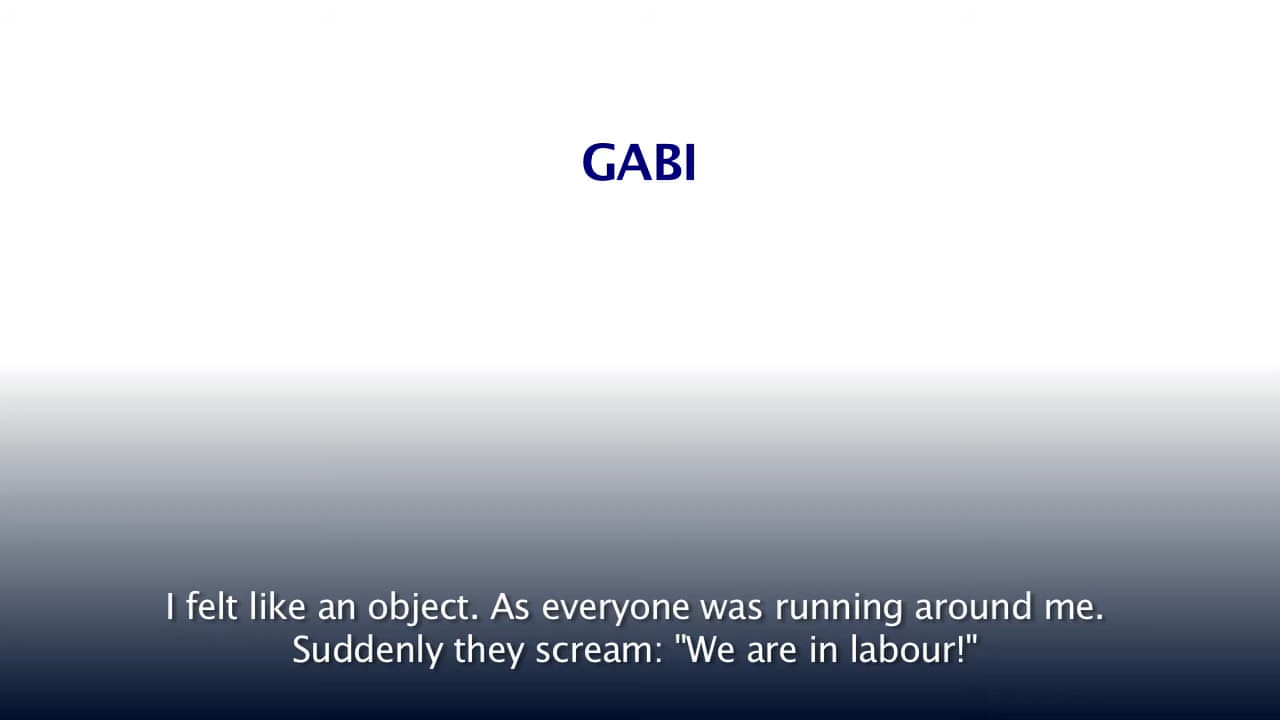 GABI
I felt like an object. As everyone was running around me.
Suddenly they scream: "We are in labour!"